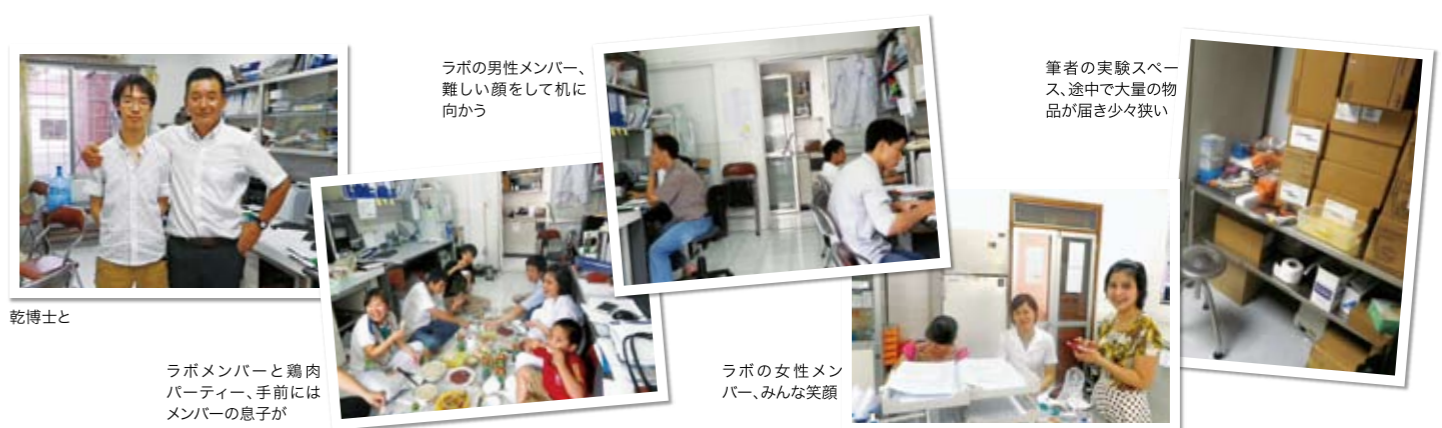 乾博士と
ラボメンバーと鶏肉
パーティー、手前には
メンバーの息子が
ラボの男性メンバー、
難しい顔をして机に
向かう
ラボの女性メン
バー、みんな笑顔
筆者の実験スペー
ス、途中で大量の物
品が届き少々狭い